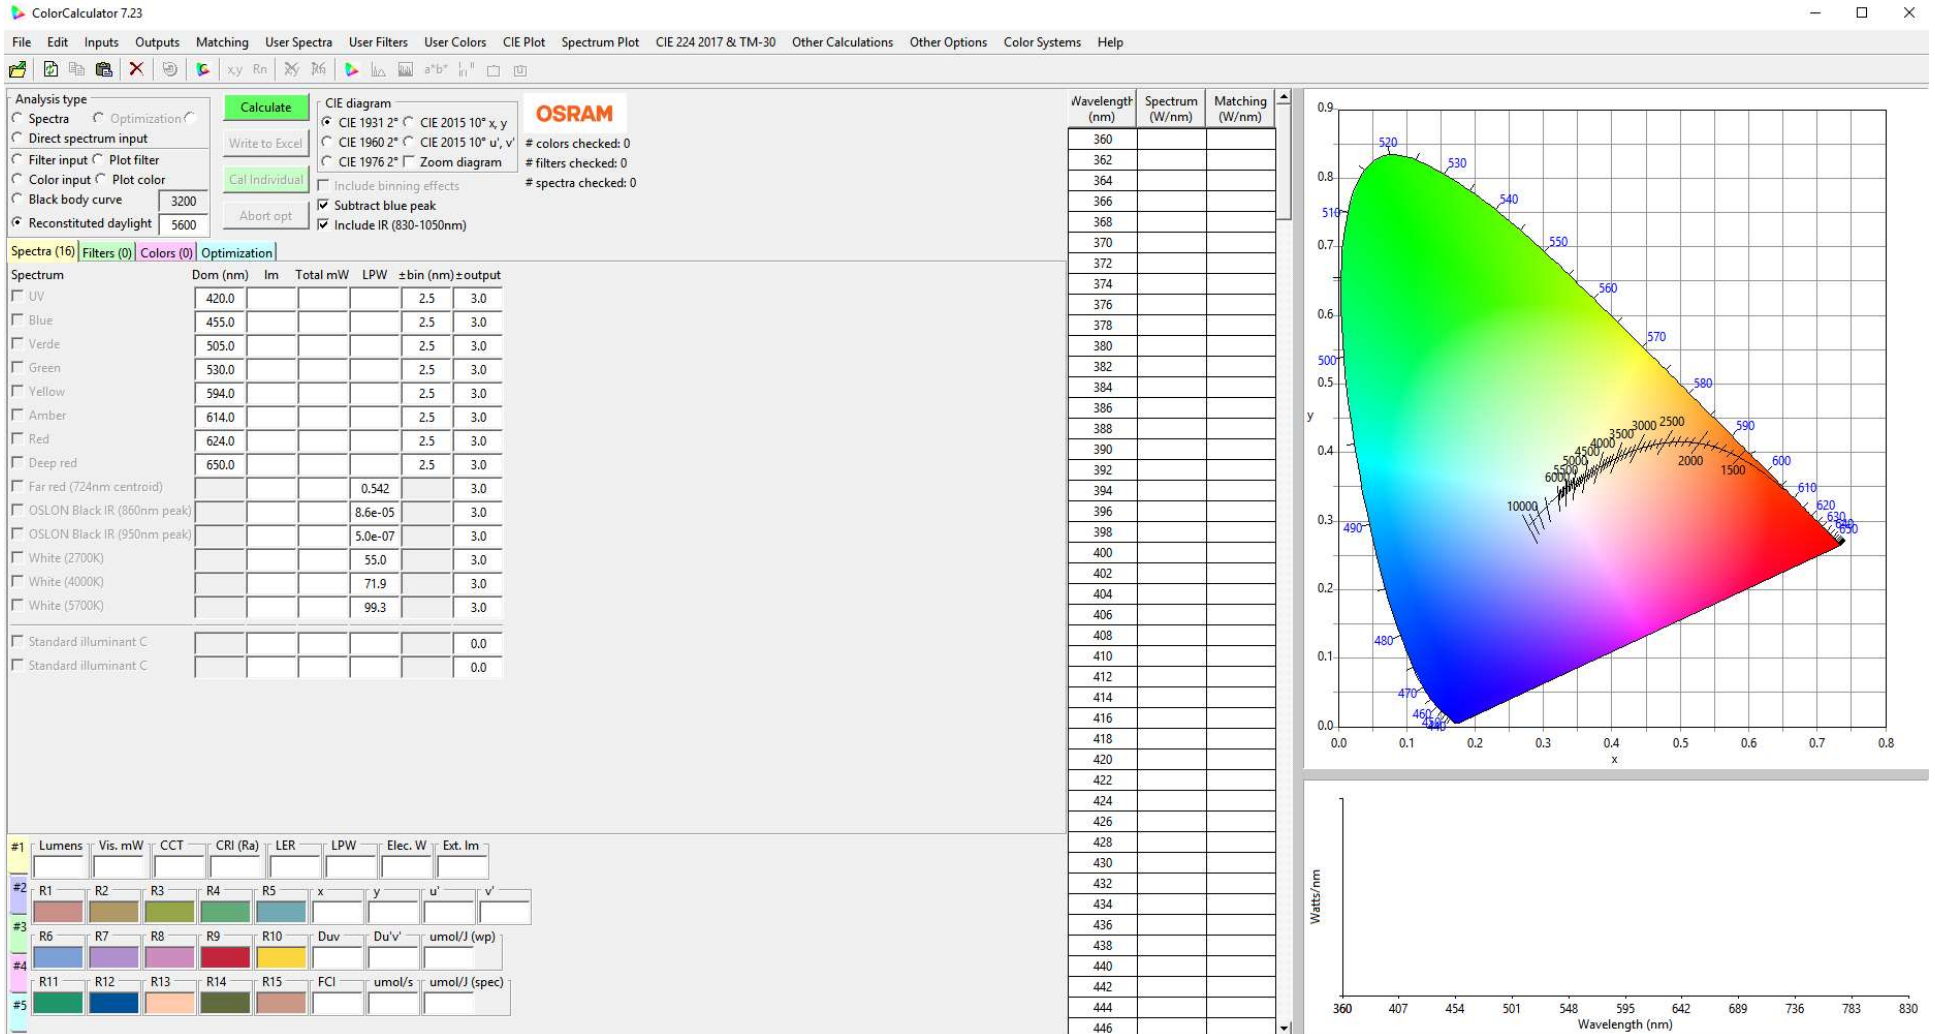 ColorCalculator 7.23
File Edit Inputs Outputs Matching User Spectra User Filters User Colors CIE Plot Spectrum Plot CIE 224 2017 & TM-30 Other Calculations Other Options Color Systems Help
x,y Rn a*b*
Analysis type
Spectra Optimization
Direct spectrum input
Filter input Plot filter
Color input Plot color
Black body curve 3200
Reconstituted daylight 5600
Calculate
Write to Excel
Cal Individual
Abort opt
CIE diagram
CIE 1931 2° CIE 2015 10° x, y
CIE 1960 2° CIE 2015 10° u', v'
CIE 1976 2° Zoom diagram
Include binning effects
Subtract blue peak
Include IR (830-1050nm)
OSRAM
# colors checked: 0
# filters checked: 0
# spectra checked: 0
Spectra (16) Filters (0) Colors (0) Optimization
Spectrum Dom (nm) lm Total mW LPW ±bin (nm) ±output
UV 420.0 2.5 3.0
Blue 455.0 2.5 3.0
Verde 505.0 2.5 3.0
Green 530.0 2.5 3.0
Yellow 594.0 2.5 3.0
Amber 614.0 2.5 3.0
Red 624.0 2.5 3.0
Deep red 650.0 2.5 3.0
Far red (724nm centroid) 0.542 3.0
OSLON Black IR (860nm peak) 8.6e-05 3.0
OSLON Black IR (950nm peak) 5.0e-07 3.0
White (2700K) 55.0 3.0
White (4000K) 71.9 3.0
White (5700K) 99.3 3.0
Standard illuminant C 0.0
Standard illuminant C 0.0
#1 Lumens Vis. mW CCT CRI (Ra) LER LPW Elec. W Ext. lm
#2 R1 R2 R3 R4 R5 x y u' v'
#3 R6 R7 R8 R9 R10 Duv Du'v' umol/J (wp)
#4
R11 R12 R13 R14 R15 FCI umol/s umol/J (spec)
#5
Wavelength (nm) Spectrum (W/nm) Matching (W/nm)
360
362
364
366
368
370
372
374
376
378
380
382
384
386
388
390
392
394
396
398
400
402
404
406
408
410
412
414
416
418
420
422
424
426
428
430
432
434
436
438
440
442
444
446
0.9
0.8
0.7
0.6
0.5
0.4
0.3
0.2
0.1
0.0
y
520
530
540
510
550
560
570
500
580
590
600
610
620
630
490
480
470
460
10000
6000
5500
5000
4500
4000
3500
3000
2500
2000
1500
0.0 0.1 0.2 0.3 0.4 0.5 0.6 0.7 0.8
x
Watts/nm
360 407 454 501 548 595 642 689 736 783 830
Wavelength (nm)